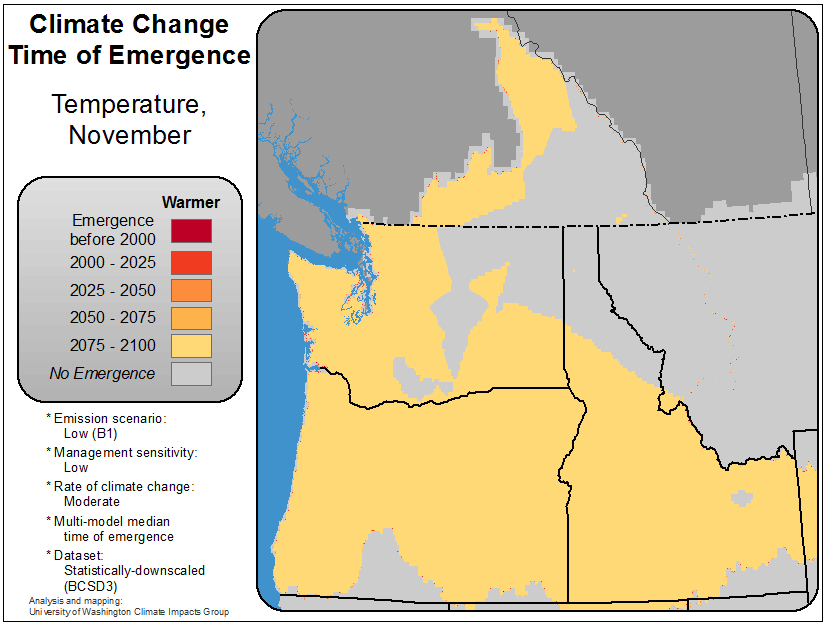 Climate Change
Time of Emergence
Temperature,
November
Warmer
Emergence
before 2000
2000 - 2025
2025 - 2050
2050 - 2075
2075 - 2100
No Emergence
* Emission scenario:
Low (B1)
* Management sensitivity:
Low
* Rate of climate change:
Moderate
* Multi-model median
time of emergence
* Dataset:
Statistically-downscaled
(BCSD3)
Analysis and mapping:
University of Washington Climate Impacts Group